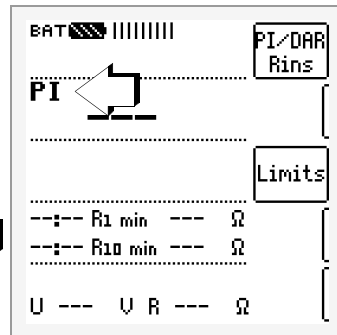 BAT PI/DAR
Rins
PI
---
Limits
--:-- R1 min --- Ω
--:-- R10 min --- Ω
U --- V R --- Ω